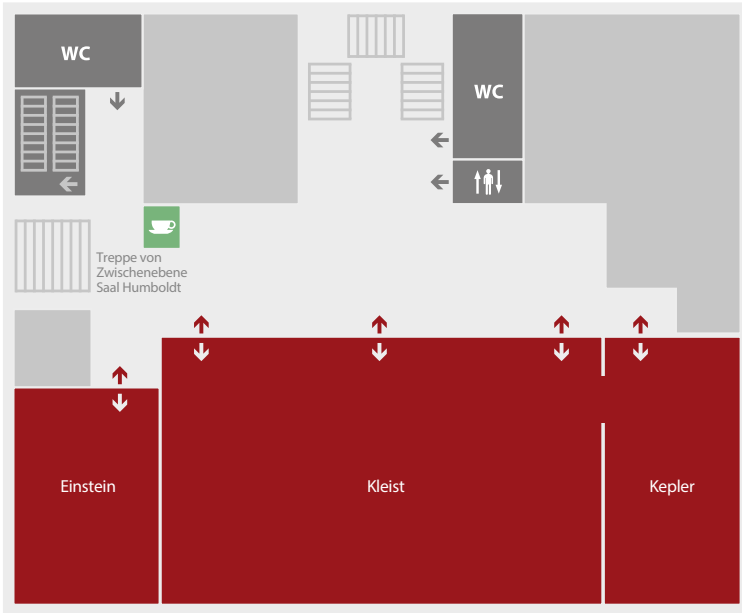 WC
WC
Treppe von
Zwischenebene
Saal Humboldt
Einstein
Kleist
Kepler